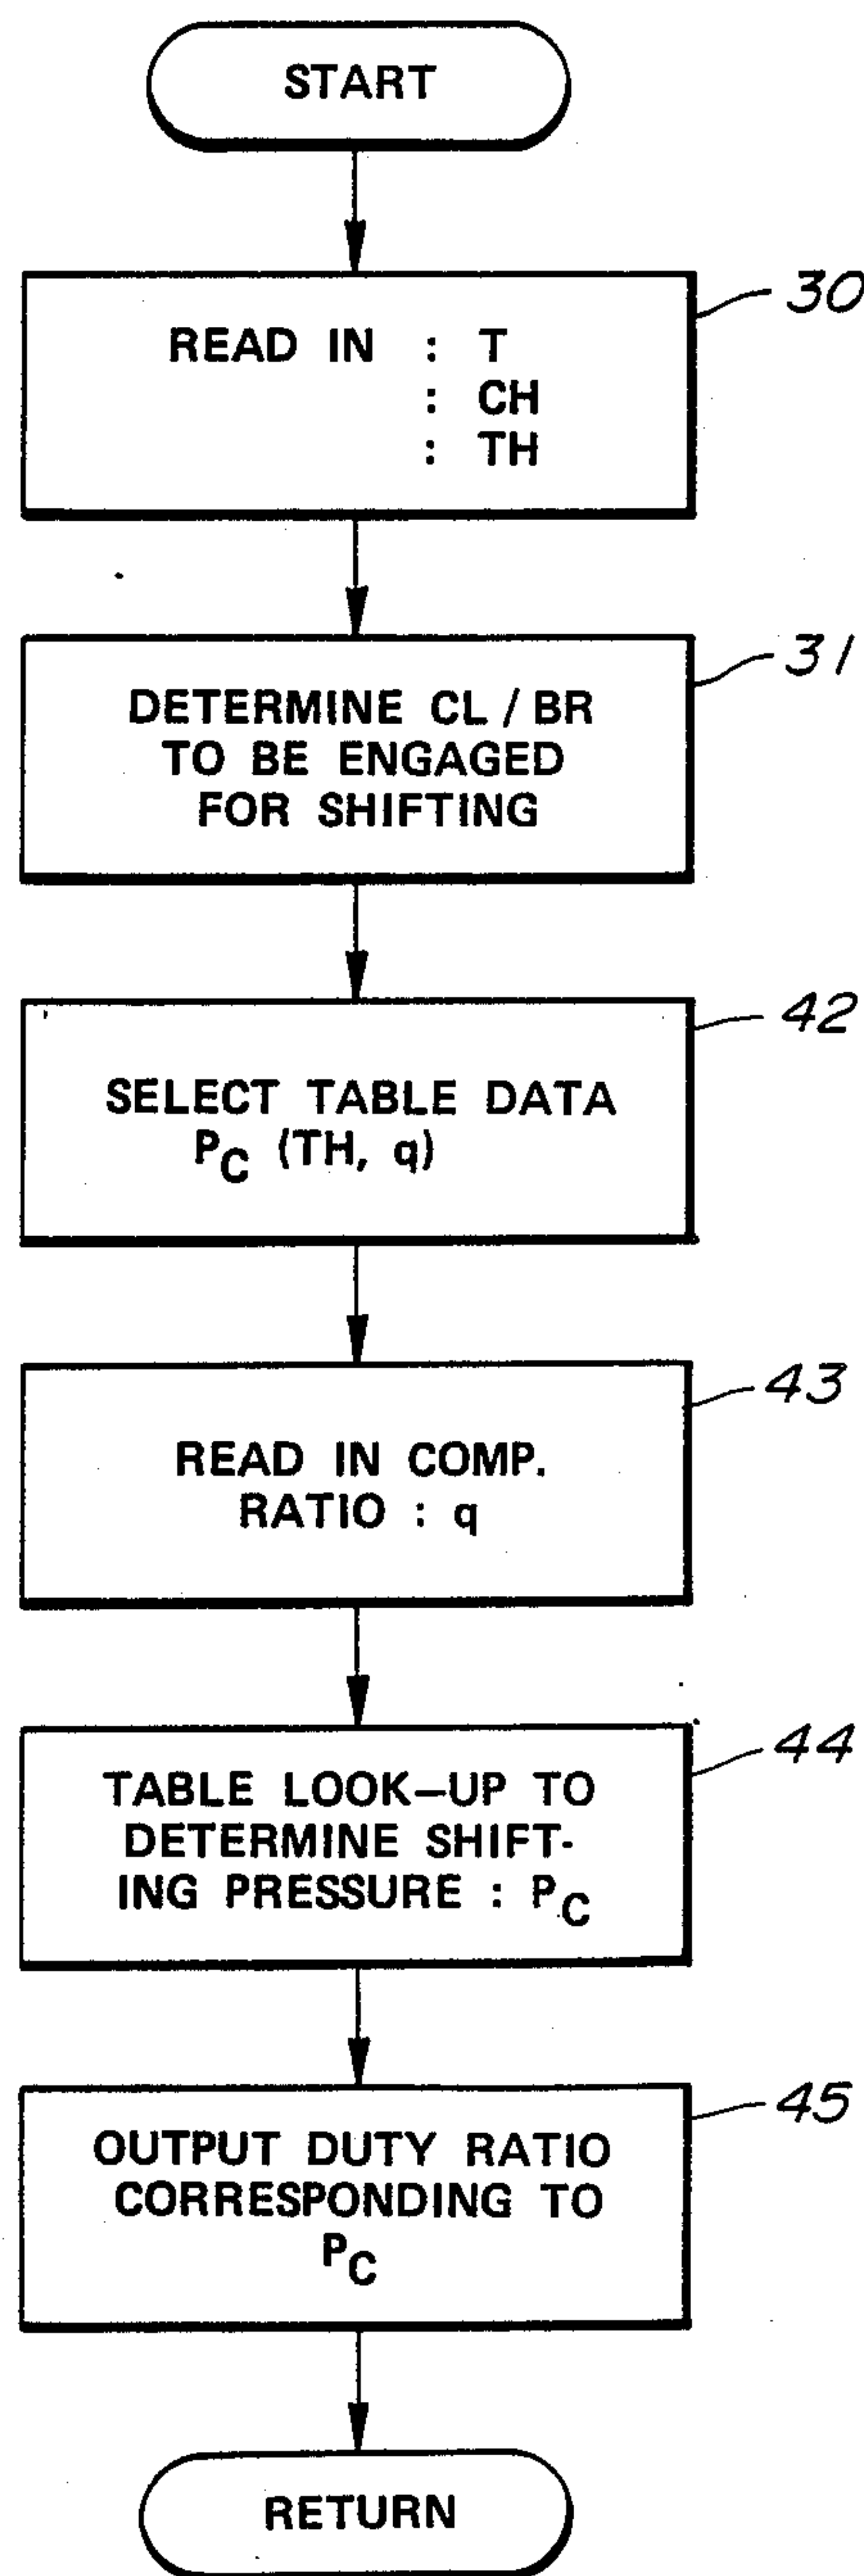 START
30
READ IN : T
: CH
: TH
31
DETERMINE CL / BR
TO BE ENGAGED
FOR SHIFTING
42
SELECT TABLE DATA
PC (TH, q)
43
READ IN COMP.
RATIO : q
44
TABLE LOOK-UP TO
DETERMINE SHIFT-
ING PRESSURE : PC
45
OUTPUT DUTY RATIO
CORRESPONDING TO
PC
RETURN